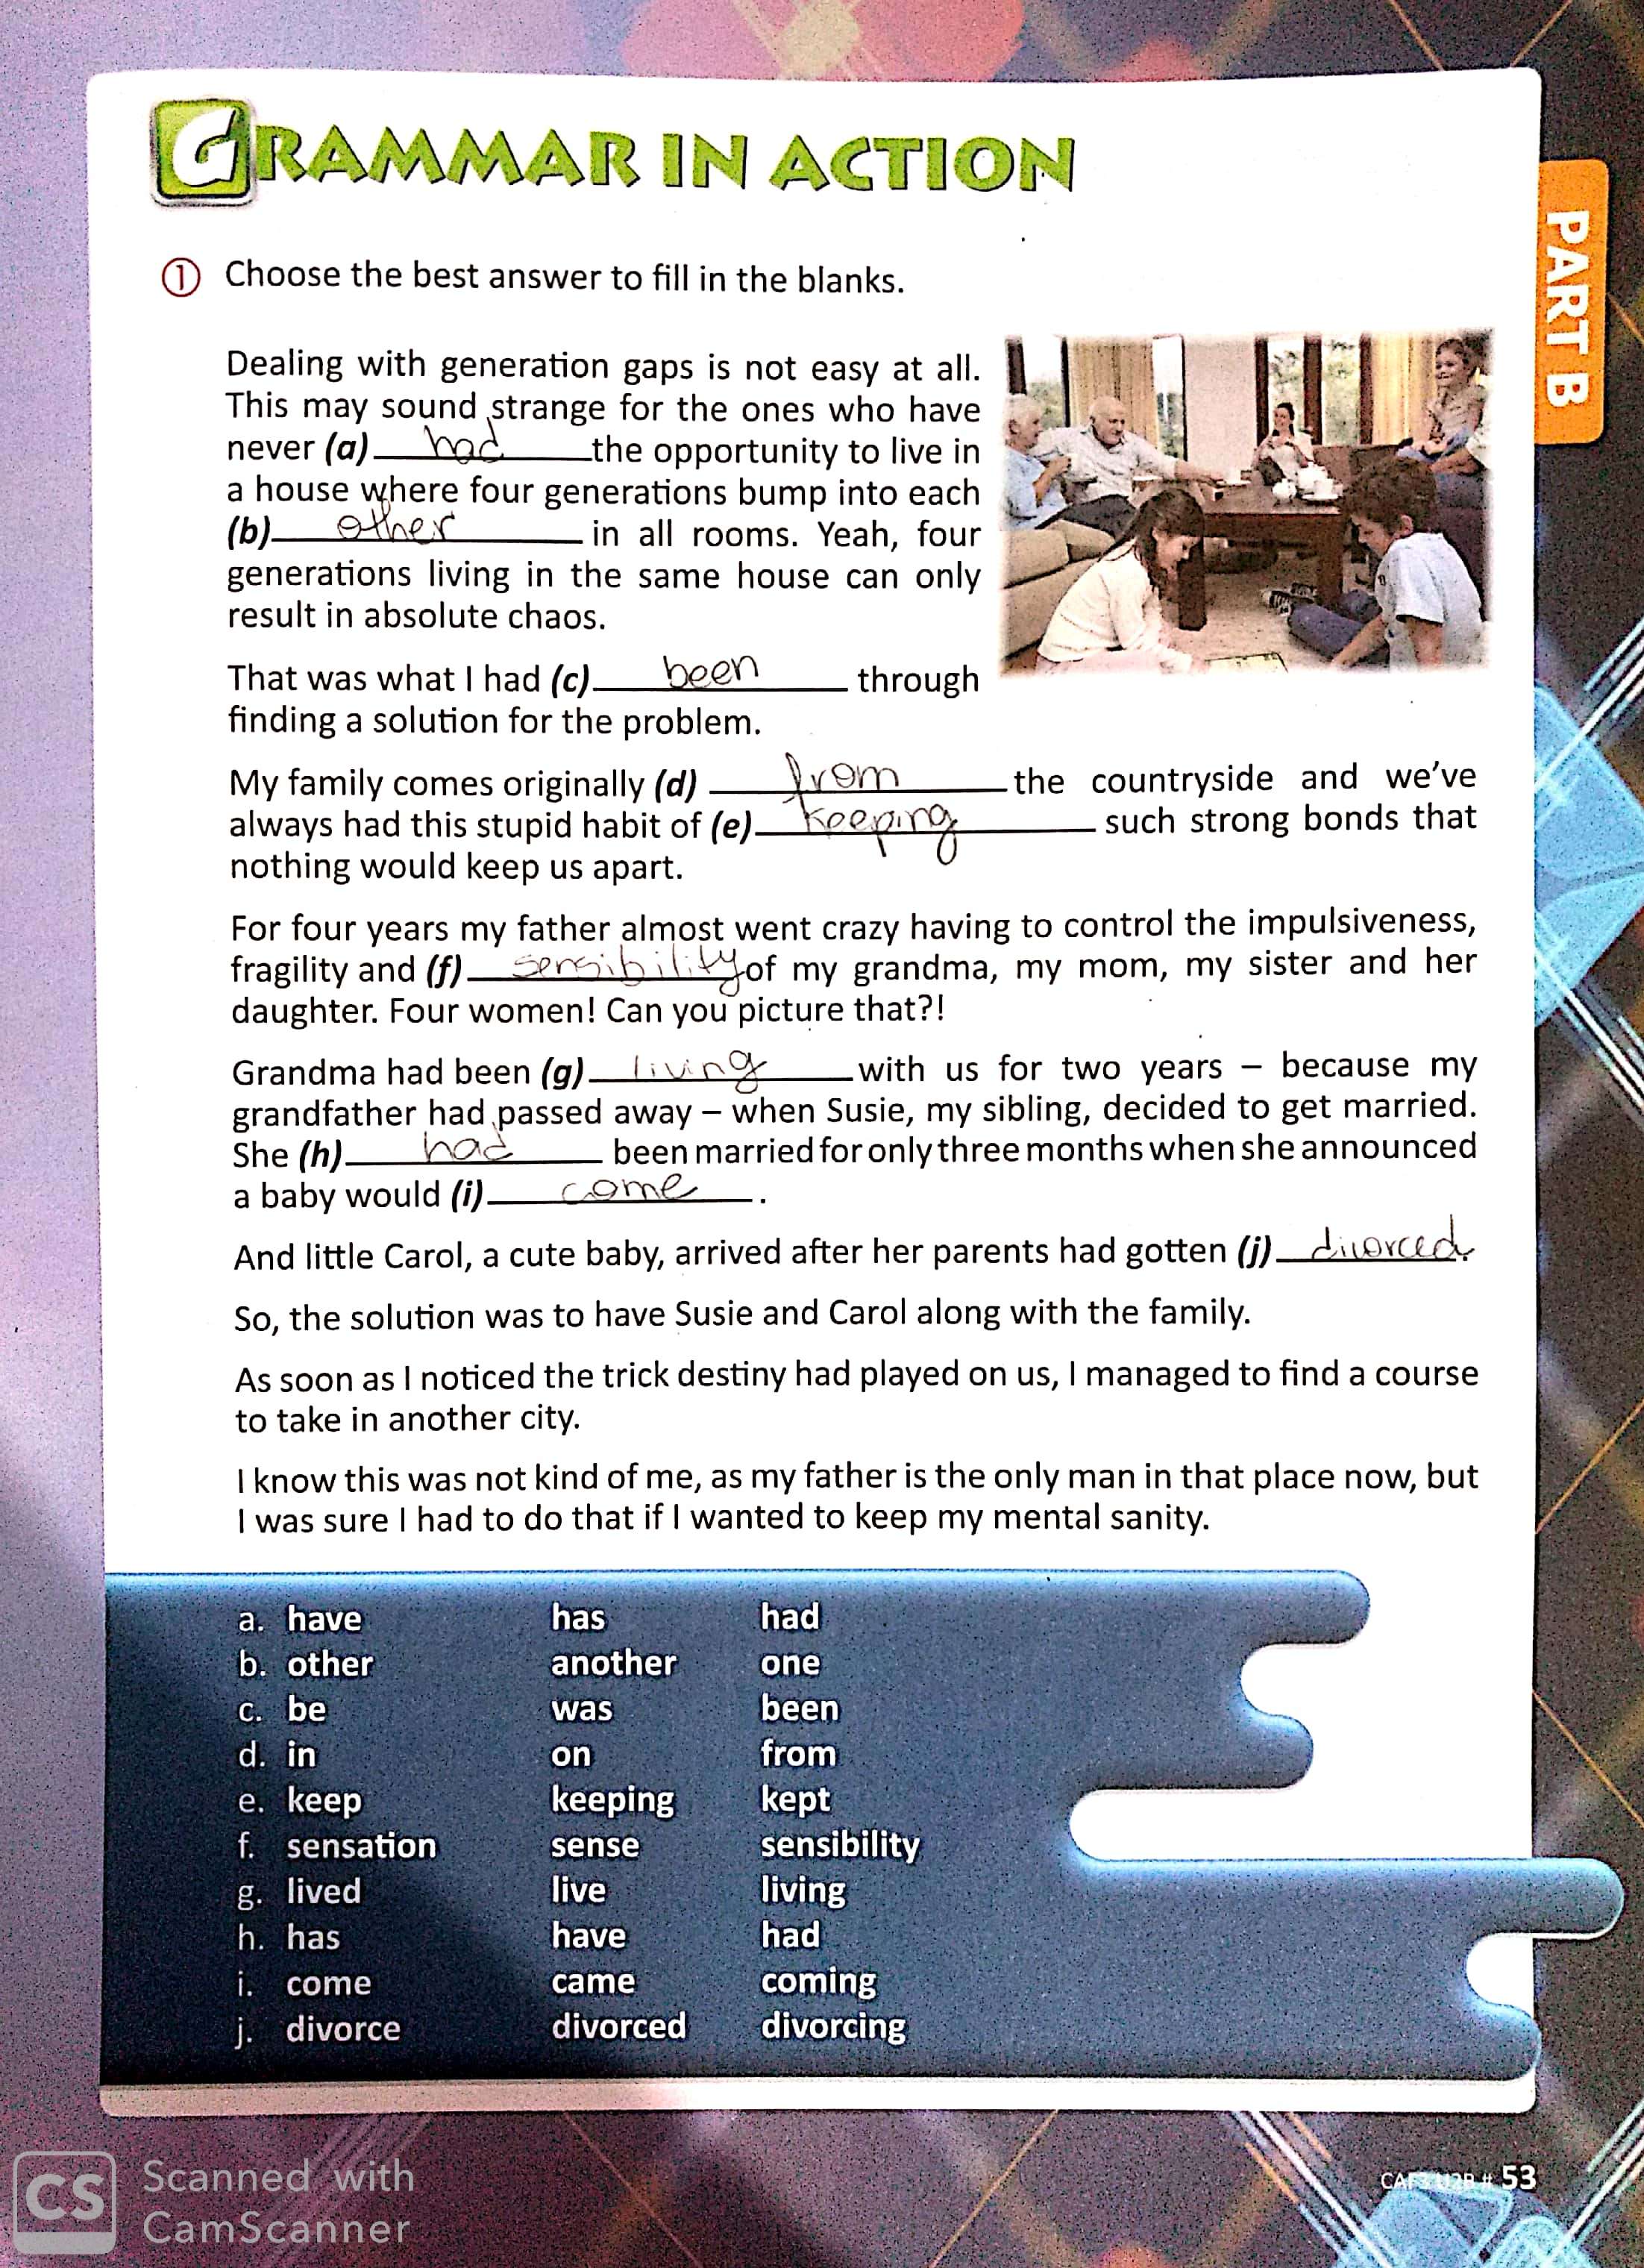 GRAMMAR IN ACTION
PART B
1 Choose the best answer to fill in the blanks.
Dealing with generation gaps is not easy at all.
This may sound strange for the ones who have
never (a) had the opportunity to live in
a house where four generations bump into each
(b) other in all rooms. Yeah, four
generations living in the same house can only
result in absolute chaos.
That was what I had (c) been through
finding a solution for the problem.
My family comes originally (d) from the countryside and we've
always had this stupid habit of (e) keeping such strong bonds that
nothing would keep us apart.
For four years my father almost went crazy having to control the impulsiveness,
fragility and (f) sensibility of my grandma, my mom, my sister and her
daughter. Four women! Can you picture that?!
Grandma had been (g) living with us for two years – because my
grandfather had passed away – when Susie, my sibling, decided to get married.
She (h) had been married for only three months when she announced
a baby would (i) come .
And little Carol, a cute baby, arrived after her parents had gotten (j) divorced.
So, the solution was to have Susie and Carol along with the family.
As soon as I noticed the trick destiny had played on us, I managed to find a course
to take in another city.
I know this was not kind of me, as my father is the only man in that place now, but
I was sure I had to do that if I wanted to keep my mental sanity.
a. have has had
b. other another one
c. be was been
d. in on from
e. keep keeping kept
f. sensation sense sensibility
g. lived live living
h. has have had
i. come came coming
j. divorce divorced divorcing
# 53
CS Scanned with
CamScanner